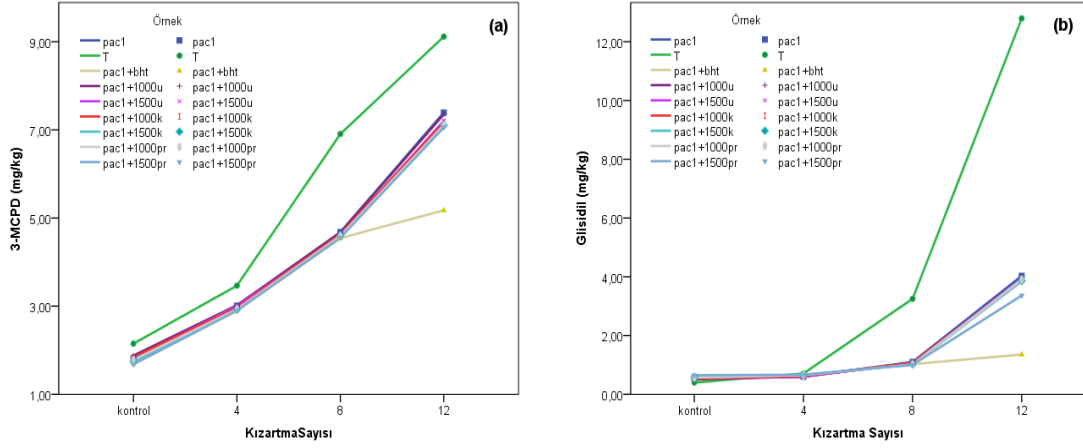 Örnek
(a)
pac1
pac1
T
T
pac1+bht
pac1+bht
pac1+1000u
pac1+1000u
pac1+1500u
pac1+1500u
pac1+1000k
pac1+1000k
pac1+1500k
pac1+1500k
pac1+1000pr
pac1+1000pr
pac1+1500pr
pac1+1500pr
3-MCPD (mg/kg)
9,00
7,00
5,00
3,00
1,00
kontrol
4
8
12
KızartmaSayısı
Örnek
(b)
pac1
pac1
T
T
pac1+bht
pac1+bht
pac1+1000u
pac1+1000u
pac1+1500u
pac1+1500u
pac1+1000k
pac1+1000k
pac1+1500k
pac1+1500k
pac1+1000pr
pac1+1000pr
pac1+1500pr
pac1+1500pr
Glisidil (mg/kg)
12,00
10,00
8,00
6,00
4,00
2,00
0,00
kontrol
4
8
12
Kızartma Sayısı